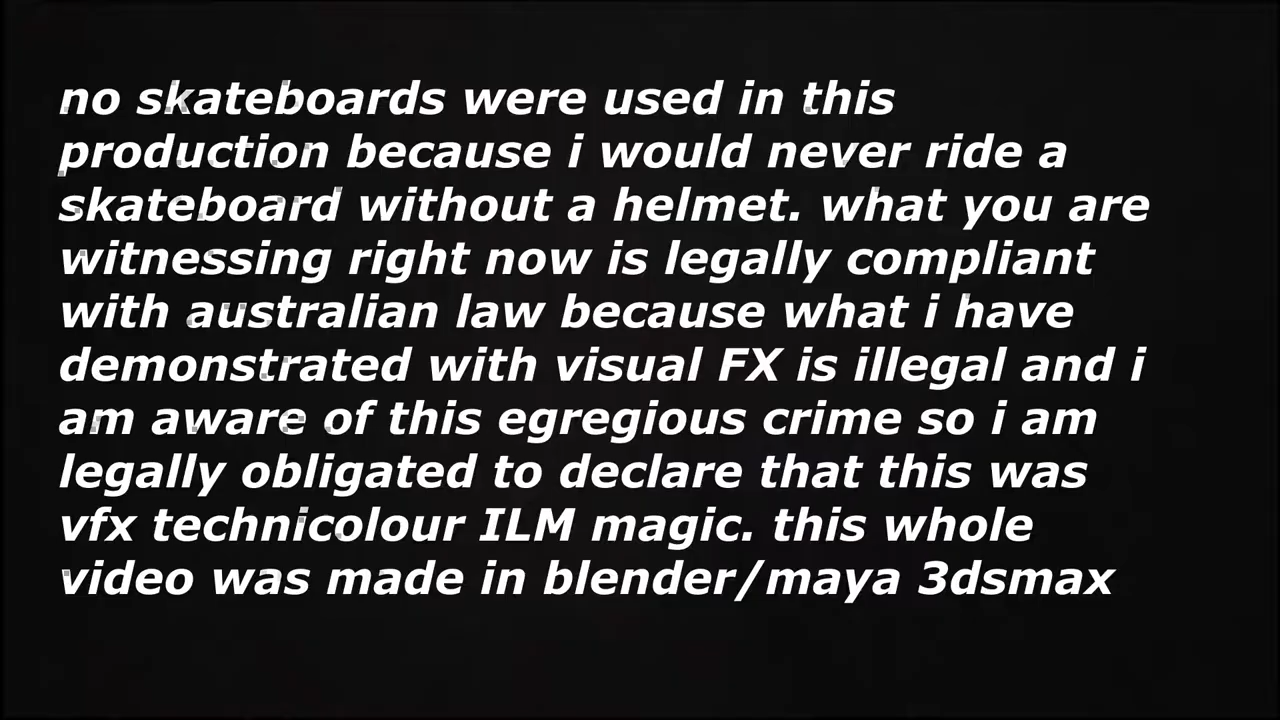 no skateboards were used in this
production because i would never ride a
skateboard without a helmet. what you are
witnessing right now is legally compliant
with australian law because what i have
demonstrated with visual FX is illegal and i
am aware of this egregious crime so i am
legally obligated to declare that this was
vfx technicolour ILM magic. this whole
video was made in blender/maya 3dsmax